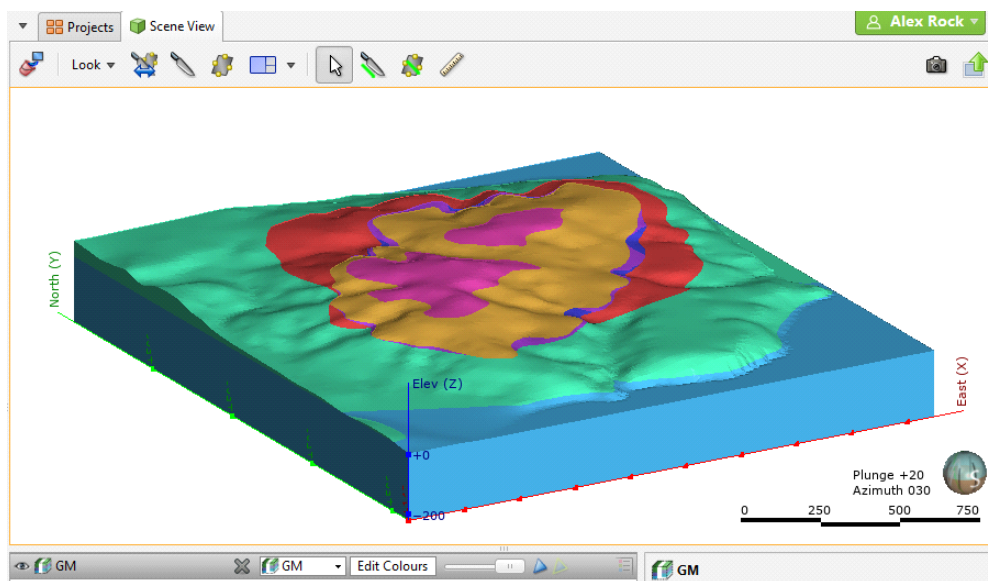 Projects
Scene View
Alex Rock
Look
North (Y)
Elev (Z)
East (X)
+0
-200
Plunge +20
Azimuth 030
0 250 500 750
S
GM
GM
Edit Colours
GM